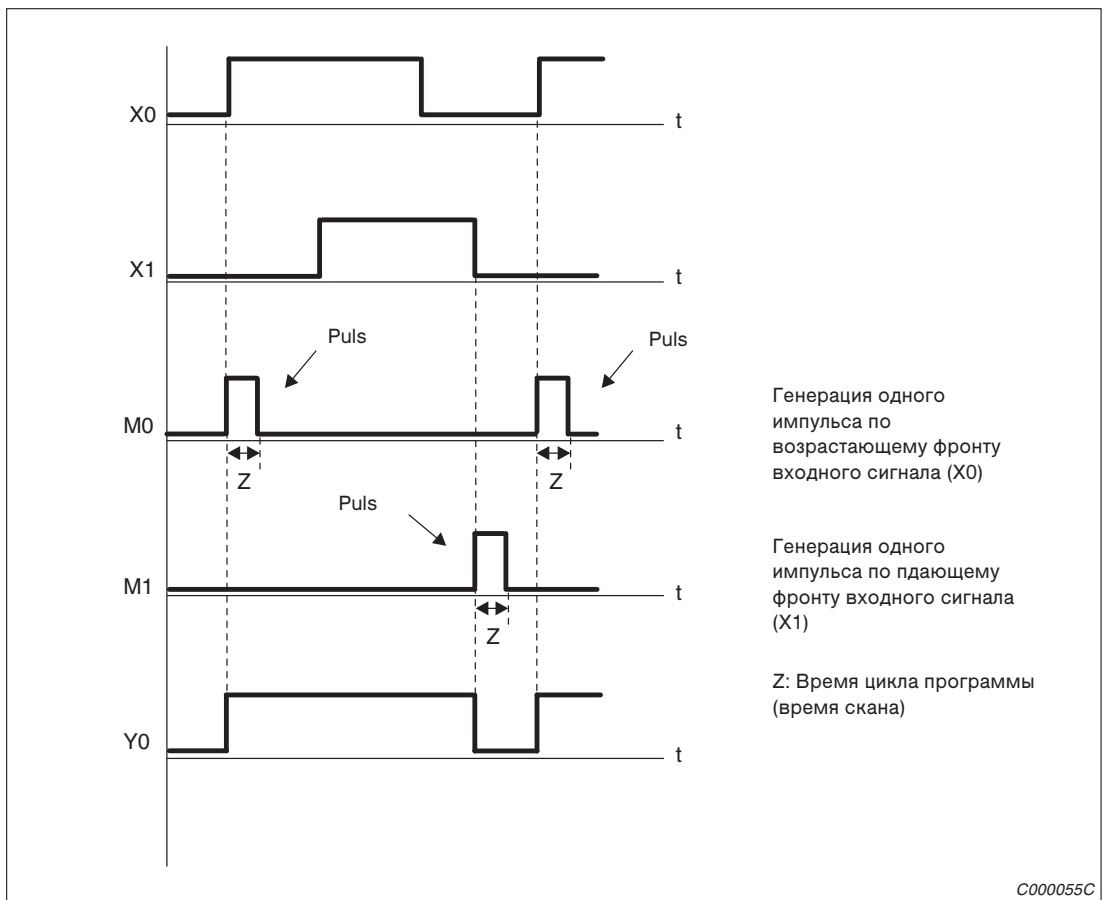 X0
t
X1
t
Puls
Puls
M0
t
Z
Z
Генерация одного
импульса по
возрастающему фронту
входного сигнала (X0)
Puls
M1
t
Z
Генерация одного
импульса по пдающему
фронту входного сигнала
(X1)
Z: Время цикла программы
(время скана)
Y0
t
C000055C